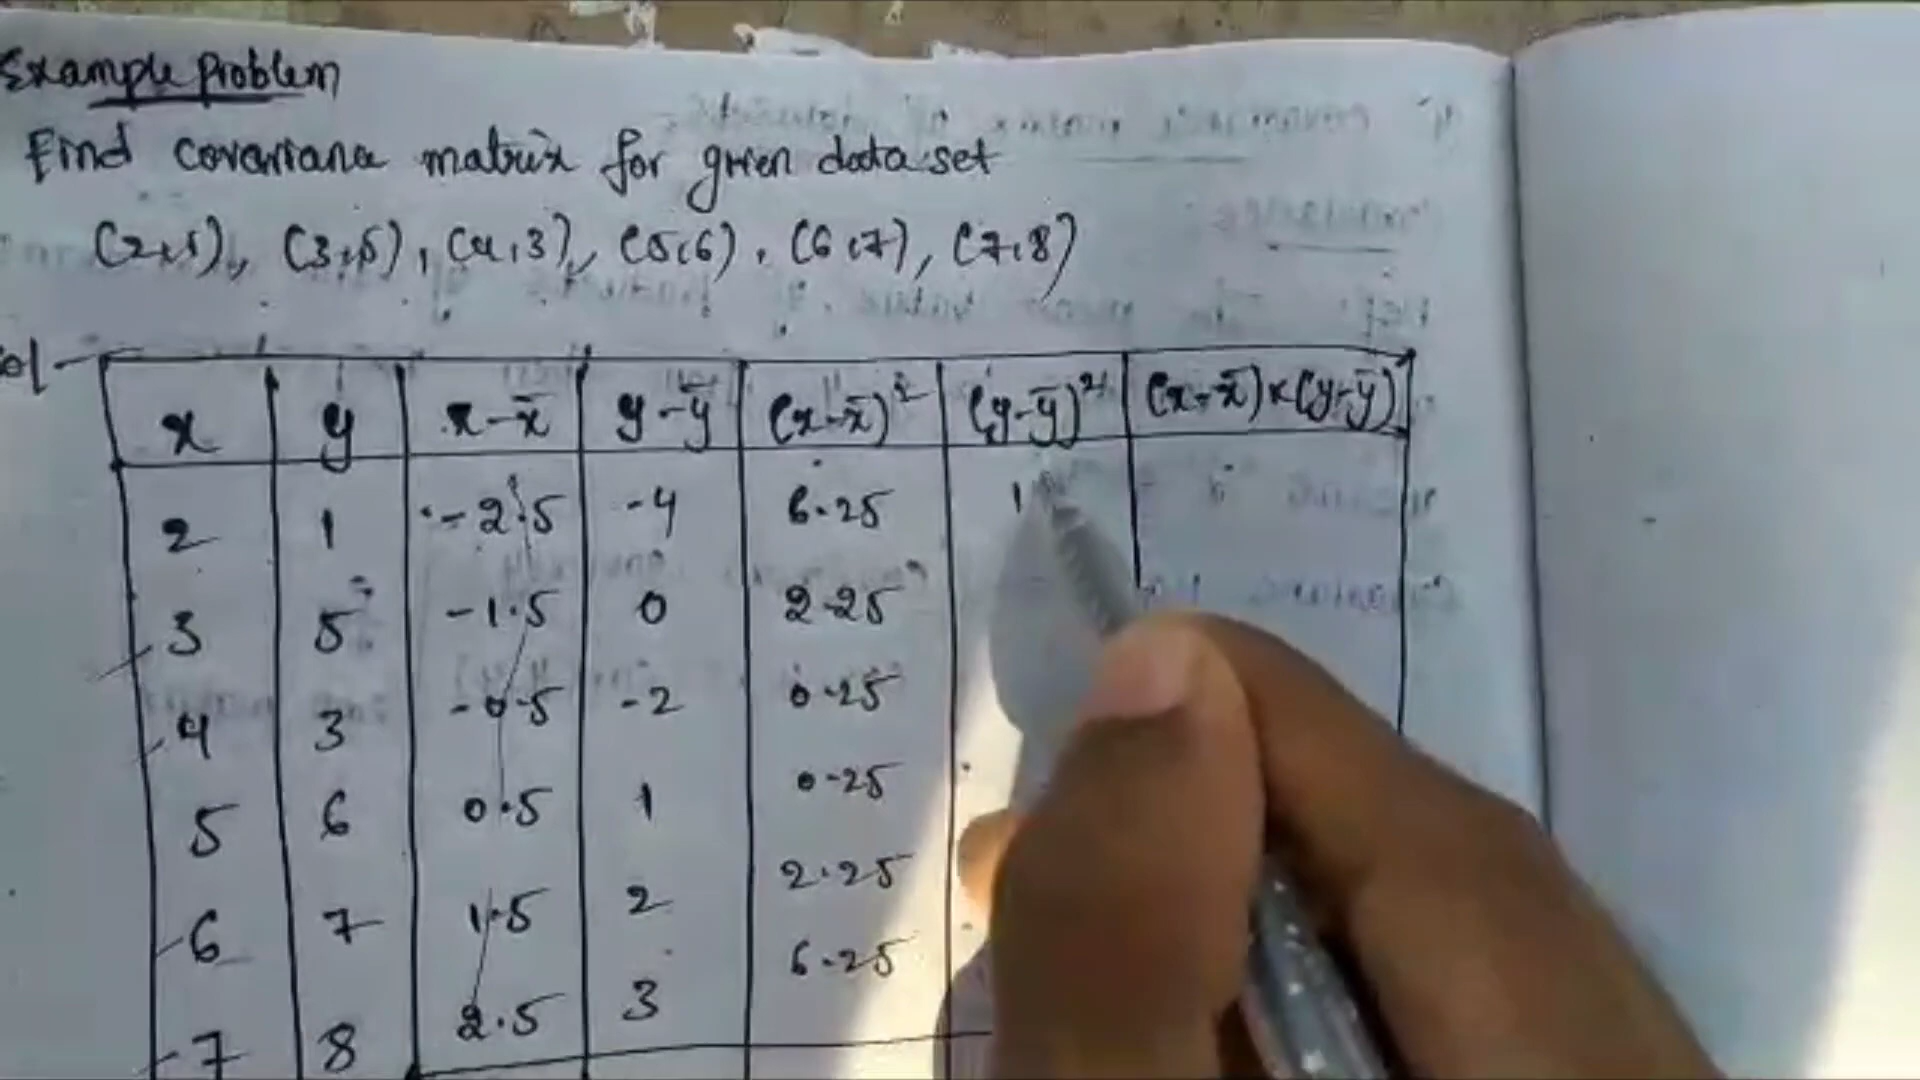 Example problem
Find covariance matrix for given data set
(2,1), (3,5), (4,3), (5,6), (6,7), (7,8)
Sol
x y x-x̄ y-ȳ (x-x̄)² (y-ȳ)² (x-x̄)×(y-ȳ)
2 1 -2.5 -4 6.25 1
3 5 -1.5 0 2.25
4 3 -0.5 -2 0.25
5 6 0.5 1 0.25
6 7 1.5 2 2.25
7 8 2.5 3 6.25